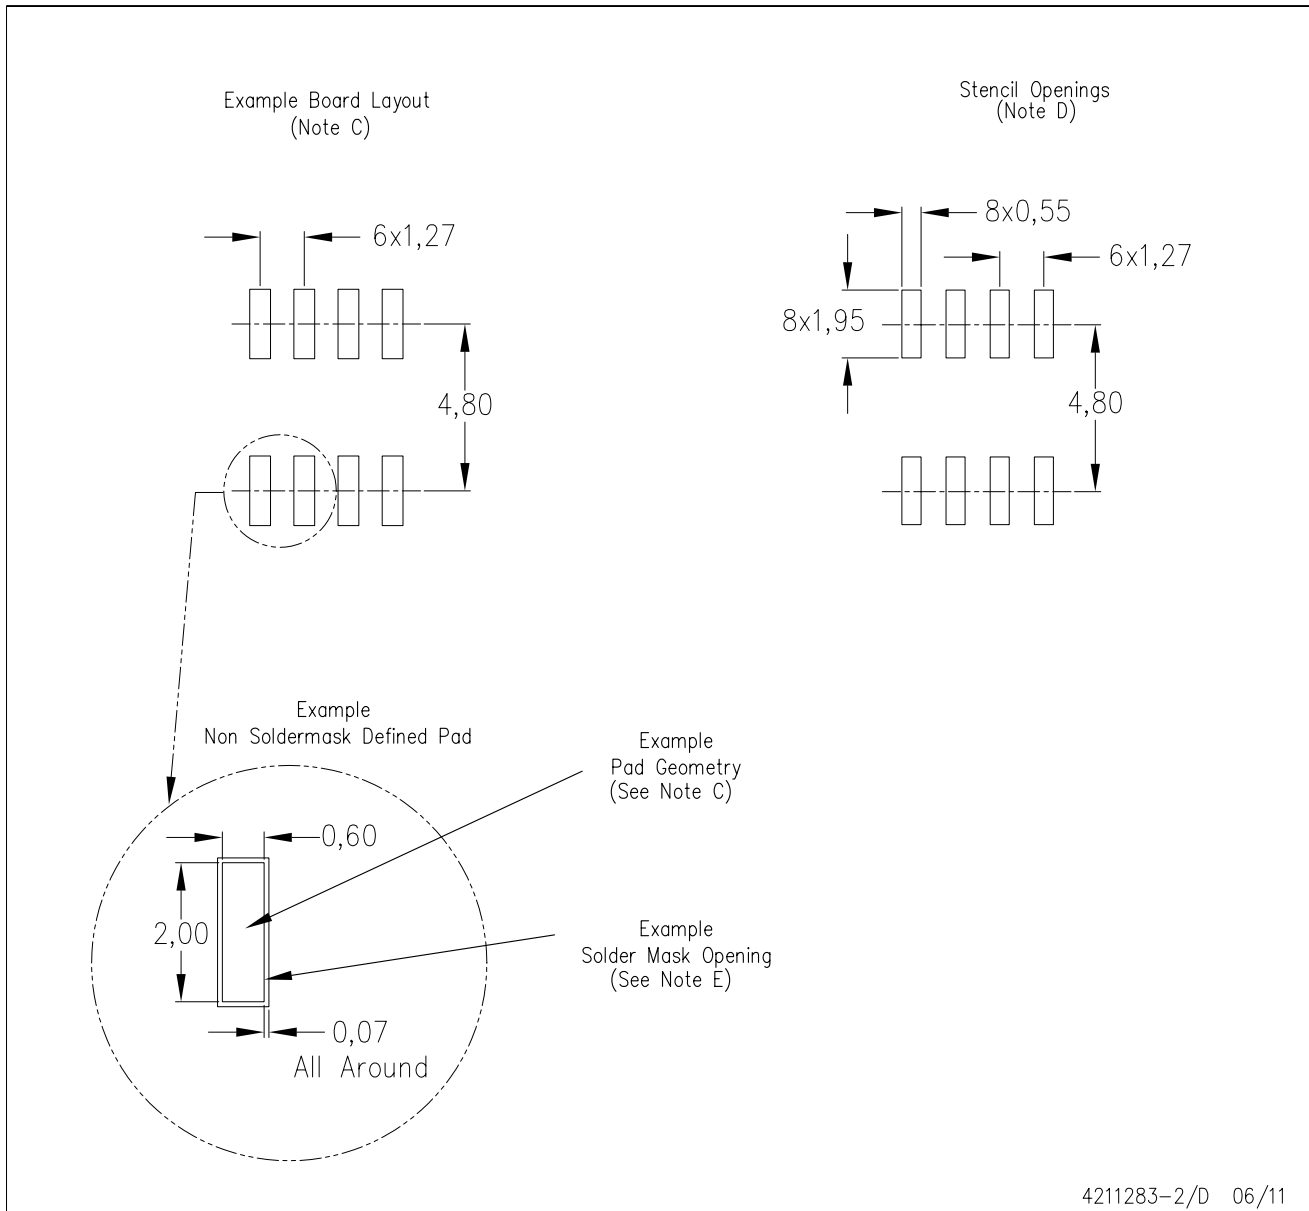 Example Board Layout
(Note C)
Stencil Openings
(Note D)
6x1,27
4,80
8x0,55
6x1,27
8x1,95
4,80
Example
Non Soldermask Defined Pad
Example
Pad Geometry
(See Note C)
0,60
2,00
Example
Solder Mask Opening
(See Note E)
0,07
All Around
4211283-2/D 06/11